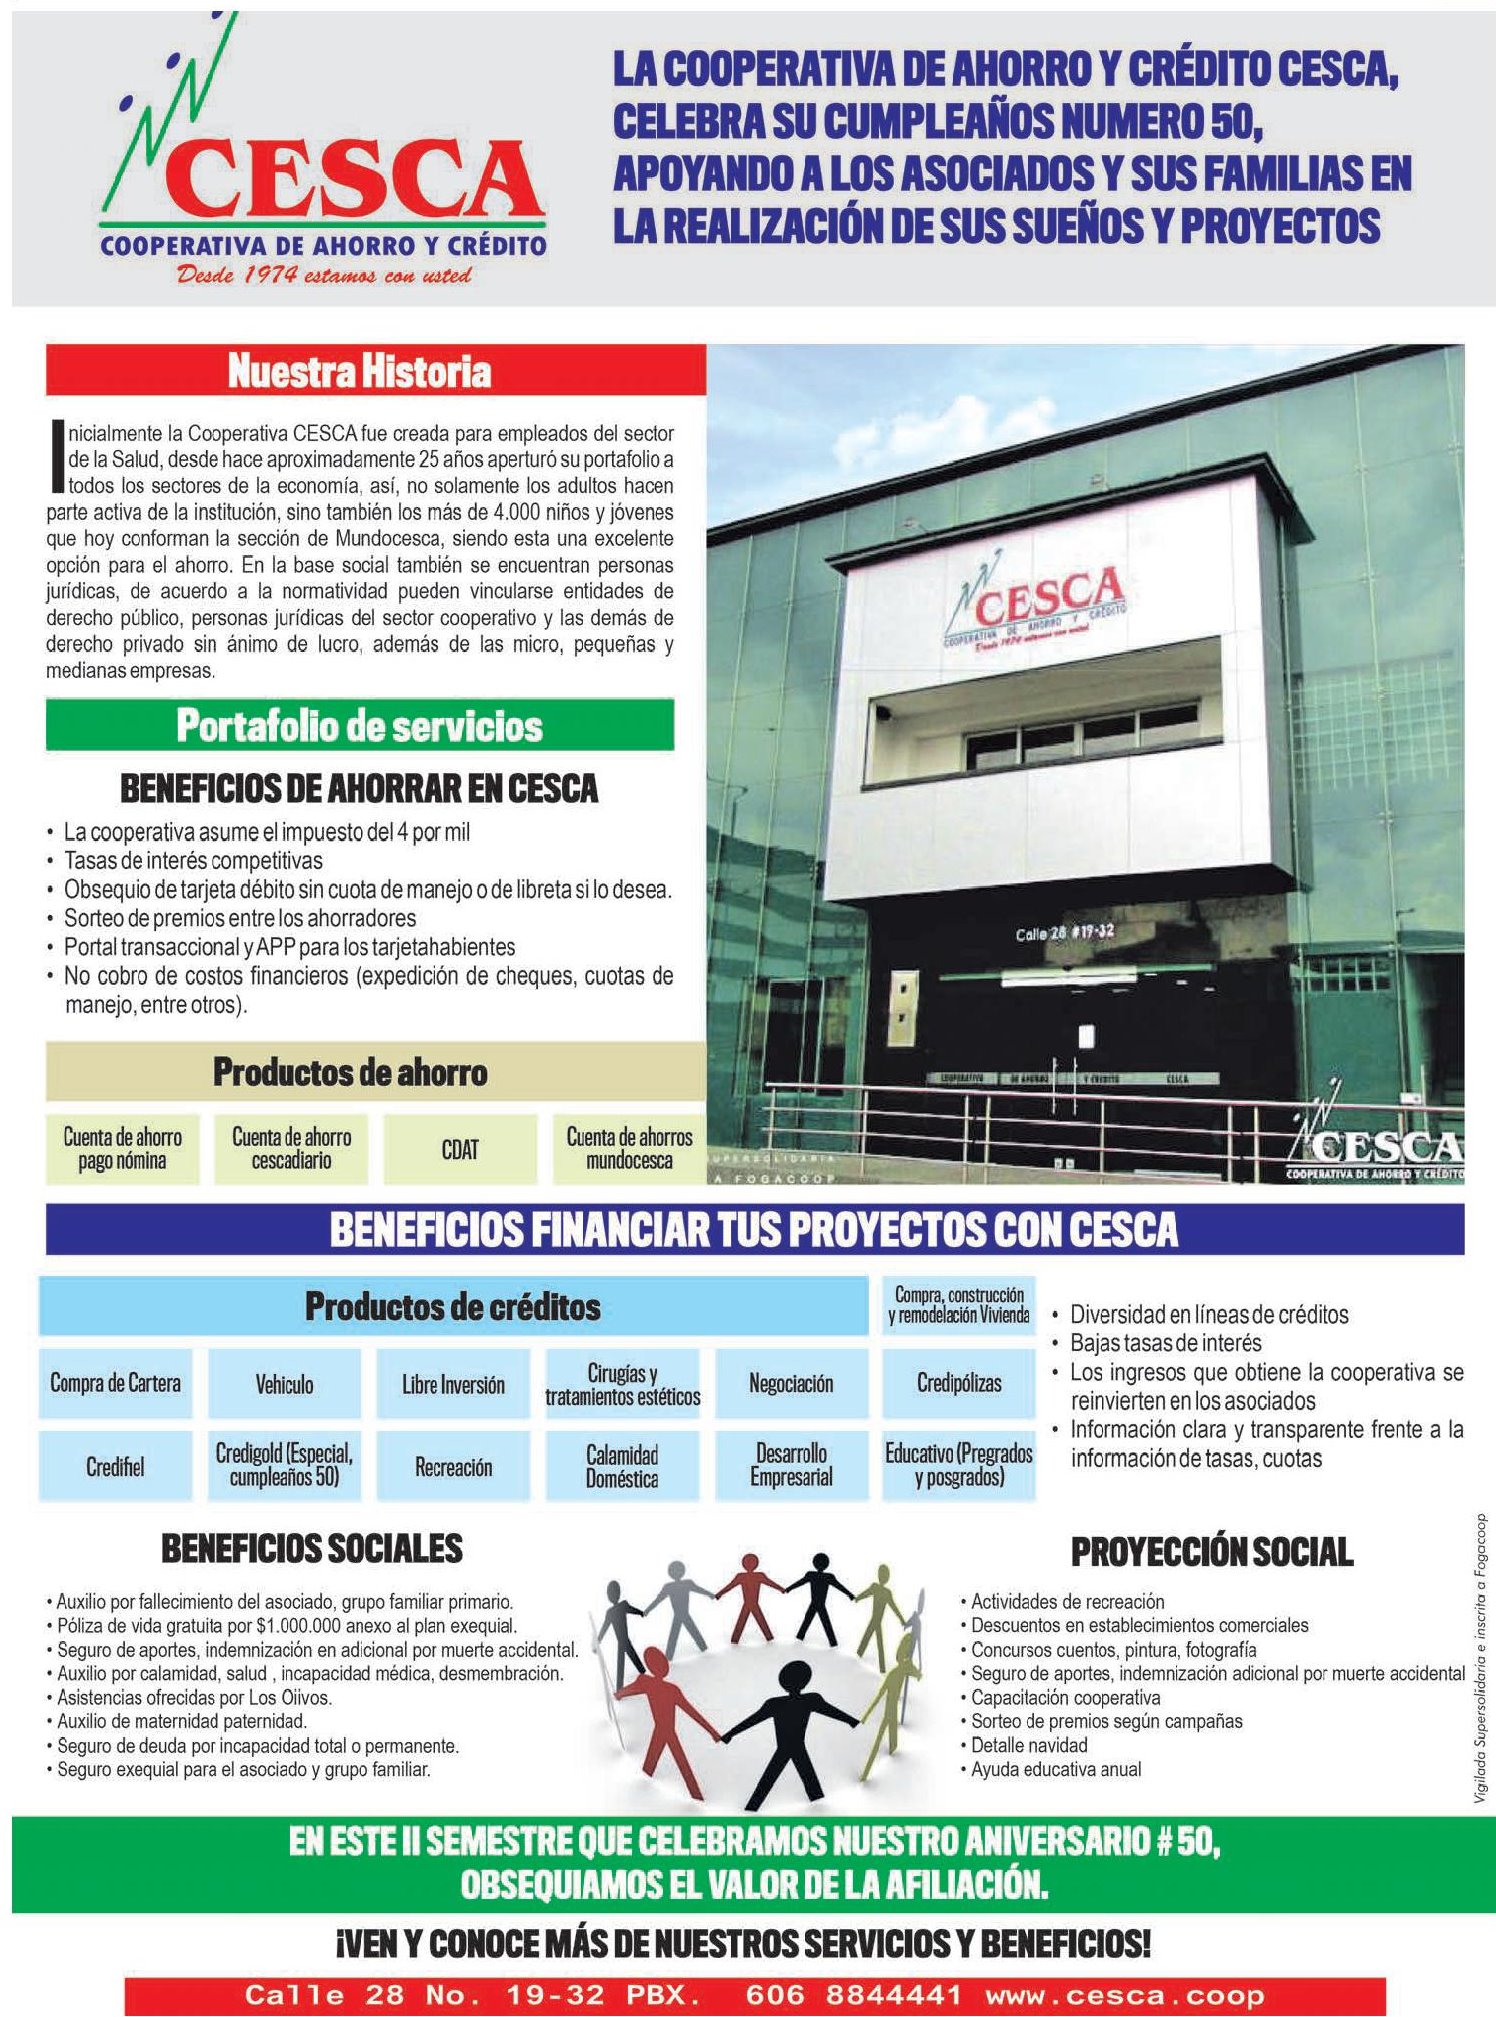 CESCA
COOPERATIVA DE AHORRO Y CRÉDITO
Desde 1974 estamos con usted
LA COOPERATIVA DE AHORRO Y CRÉDITO CESCA,
CELEBRA SU CUMPLEAÑOS NUMERO 50,
APOYANDO A LOS ASOCIADOS Y SUS FAMILIAS EN
LA REALIZACIÓN DE SUS SUEÑOS Y PROYECTOS
Nuestra Historia
Inicialmente la Cooperativa CESCA fue creada para empleados del sector
de la Salud, desde hace aproximadamente 25 años aperturó su portafolio a
todos los sectores de la economía, así, no solamente los adultos hacen
parte activa de la institución, sino también los más de 4.000 niños y jóvenes
que hoy conforman la sección de Mundocesca, siendo esta una excelente
opción para el ahorro. En la base social también se encuentran personas
jurídicas, de acuerdo a la normatividad pueden vincularse entidades de
derecho público, personas jurídicas del sector cooperativo y las demás de
derecho privado sin ánimo de lucro, además de las micro, pequeñas y
medianas empresas.
Portafolio de servicios
BENEFICIOS DE AHORRAR EN CESCA
• La cooperativa asume el impuesto del 4 por mil
• Tasas de interés competitivas
• Obsequio de tarjeta débito sin cuota de manejo o de libreta si lo desea.
• Sorteo de premios entre los ahorradores
• Portal transaccional y APP para los tarjetahabientes
• No cobro de costos financieros (expedición de cheques, cuotas de
manejo, entre otros).
Productos de ahorro
Cuenta de ahorro
pago nómina
Cuenta de ahorro
cescadiario
CDAT
Cuenta de ahorros
mundocesca
CESCA
COOPERATIVA DE AHORRO Y CRÉDITO
Desde 1974 estamos con usted
Calle 28 #19-32
COOPERATIVA DE AHORRO Y CREDITO CESCA
SUPERSOLIDARIA
A FOGACOOP
CESCA
COOPERATIVA DE AHORRO Y CRÉDITO
BENEFICIOS FINANCIAR TUS PROYECTOS CON CESCA
Productos de créditos
Compra, construcción
y remodelación Vivienda
Compra de Cartera
Vehiculo
Libre Inversión
Cirugías y
tratamientos estéticos
Negociación
Credipólizas
Credifiel
Credigold (Especial,
cumpleaños 50)
Recreación
Calamidad
Doméstica
Desarrollo
Empresarial
Educativo (Pregrados
y posgrados)
• Diversidad en líneas de créditos
• Bajas tasas de interés
• Los ingresos que obtiene la cooperativa se
reinvierten en los asociados
• Información clara y transparente frente a la
información de tasas, cuotas
BENEFICIOS SOCIALES
• Auxilio por fallecimiento del asociado, grupo familiar primario.
• Póliza de vida gratuita por $1.000.000 anexo al plan exequial.
• Seguro de aportes, indemnización en adicional por muerte accidental.
• Auxilio por calamidad, salud , incapacidad médica, desmembración.
• Asistencias ofrecidas por Los Olivos.
• Auxilio de maternidad paternidad.
• Seguro de deuda por incapacidad total o permanente.
• Seguro exequial para el asociado y grupo familiar.
PROYECCIÓN SOCIAL
• Actividades de recreación
• Descuentos en establecimientos comerciales
• Concursos cuentos, pintura, fotografía
• Seguro de aportes, indemnización adicional por muerte accidental
• Capacitación cooperativa
• Sorteo de premios según campañas
• Detalle navidad
• Ayuda educativa anual
Vigilada Supersolidaria e inscrita a Fogacoop
EN ESTE II SEMESTRE QUE CELEBRAMOS NUESTRO ANIVERSARIO # 50,
OBSEQUIAMOS EL VALOR DE LA AFILIACIÓN.
¡VEN Y CONOCE MÁS DE NUESTROS SERVICIOS Y BENEFICIOS!
Calle 28 No. 19-32 PBX. 606 8844441 www.cesca.coop